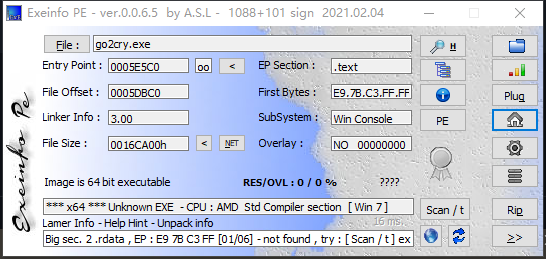 Exeinfo PE - ver.0.0.6.5 by A.S.L - 1088+101 sign 2021.02.04
File : go2cry.exe H
Entry Point : 0005E5C0 oo < EP Section : .text
File Offset : 0005DBC0 First Bytes : E9.7B.C3.FF.FF Plug
Linker Info : 3.00 SubSystem : Win Console PE
File Size : 0016CA00h < NET Overlay : NO 00000000
Image is 64 bit executable RES/OVL : 0 / 0 % ????
*** x64 *** Unknown EXE - CPU : AMD Std Compiler section [ Win 7 ] Scan / t Rip
Lamer Info - Help Hint - Unpack info 16 ms.
Big sec. 2 .rdata , EP : E9 7B C3 FF [01/06] - not found , try : [ Scan / t ] ex >>
Exeinfo Pe